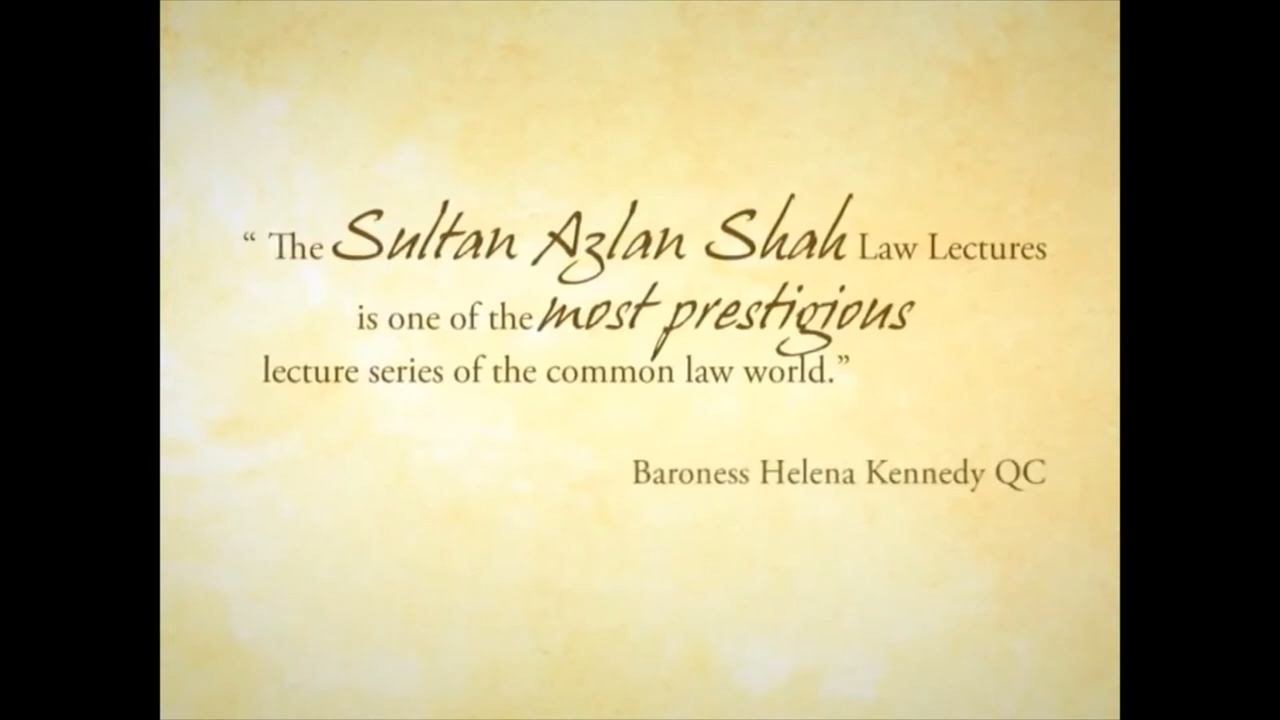 “ The Sultan Azlan Shah Law Lectures
is one of the most prestigious
lecture series of the common law world.”
Baroness Helena Kennedy QC